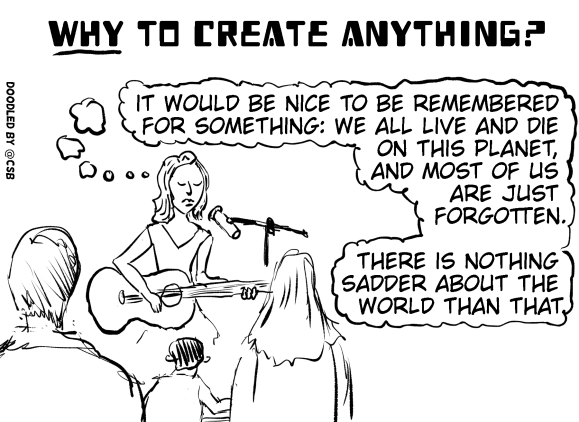 WHY TO CREATE ANYTHING?
DOODLED BY @CSB
IT WOULD BE NICE TO BE REMEMBERED
FOR SOMETHING: WE ALL LIVE AND DIE
ON THIS PLANET,
AND MOST OF US
ARE JUST
FORGOTTEN.
THERE IS NOTHING
SADDER ABOUT THE
WORLD THAN THAT.